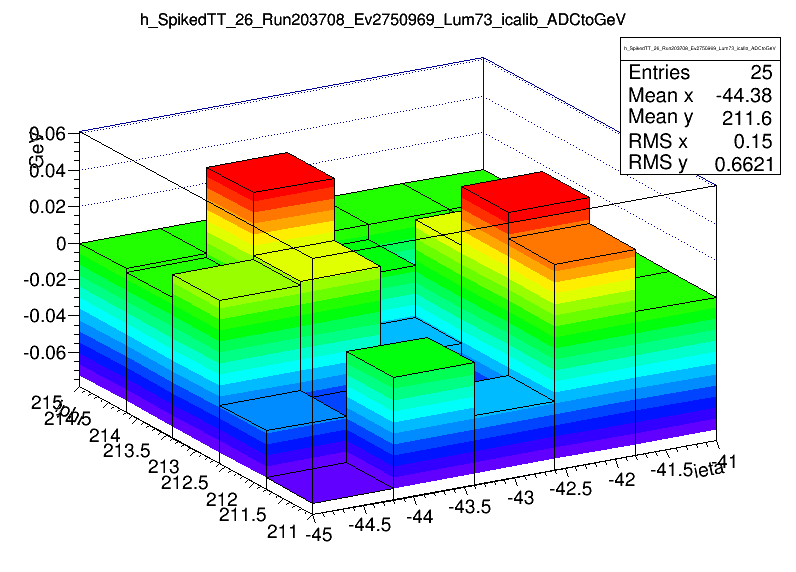 h_SpikedTT_26_Run203708_Ev2750969_Lum73_icalib_ADCtoGeV
h_SpikedTT_26_Run203708_Ev2750969_Lum73_icalib_ADCtoGeV
Entries 25
Mean x -44.38
Mean y 211.6
RMS x 0.15
RMS y 0.6621
GeV
0.06
0.04
0.02
0
-0.02
-0.04
-0.06
215
214.5
214
213.5
213
212.5
212
211.5
211
-45
-44.5
-44
-43.5
-43
-42.5
-42
-41.5
-41
ieta